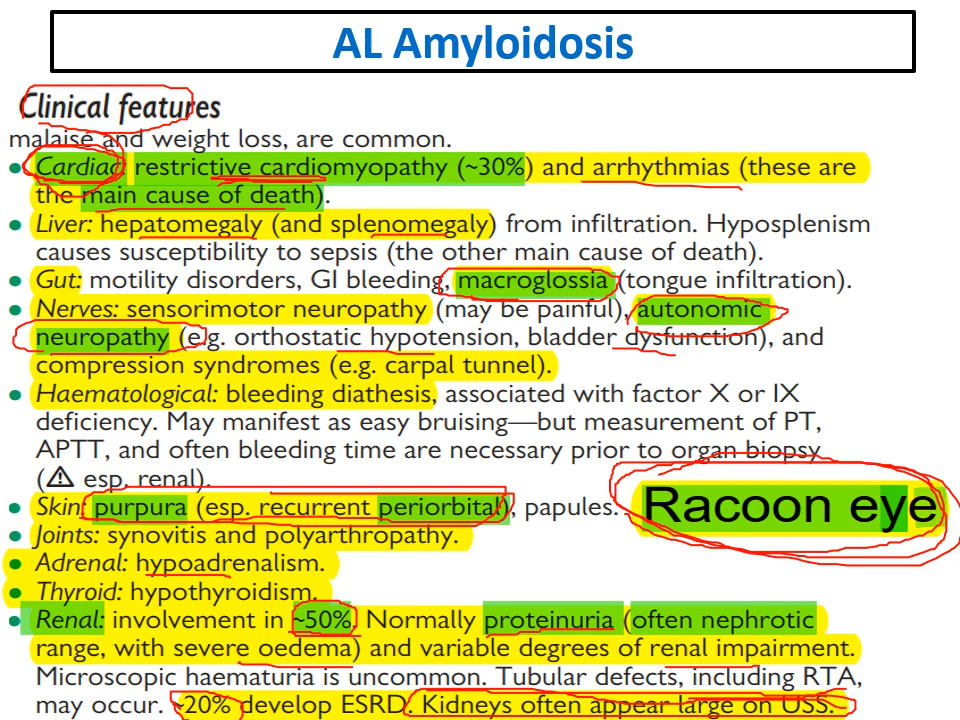 AL Amyloidosis
Clinical features
malaise and weight loss, are common.
• Cardiac restrictive cardiomyopathy (~30%) and arrhythmias (these are
the main cause of death).
• Liver: hepatomegaly (and splenomegaly) from infiltration. Hyposplenism
causes susceptibility to sepsis (the other main cause of death).
• Gut: motility disorders, GI bleeding, macroglossia (tongue infiltration).
• Nerves: sensorimotor neuropathy (may be painful), autonomic
neuropathy (e.g. orthostatic hypotension, bladder dysfunction), and
compression syndromes (e.g. carpal tunnel).
• Haematological: bleeding diathesis, associated with factor X or IX
deficiency. May manifest as easy bruising—but measurement of PT,
APTT, and often bleeding time are necessary prior to organ biopsy
(⚠ esp. renal).
• Skin: purpura (esp. recurrent periorbital), papules.
Racoon eye
• Joints: synovitis and polyarthropathy.
• Adrenal: hypoadrenalism.
• Thyroid: hypothyroidism.
• Renal: involvement in ~50%. Normally proteinuria (often nephrotic
range, with severe oedema) and variable degrees of renal impairment.
Microscopic haematuria is uncommon. Tubular defects, including RTA,
may occur. ~20% develop ESRD. Kidneys often appear large on USS.